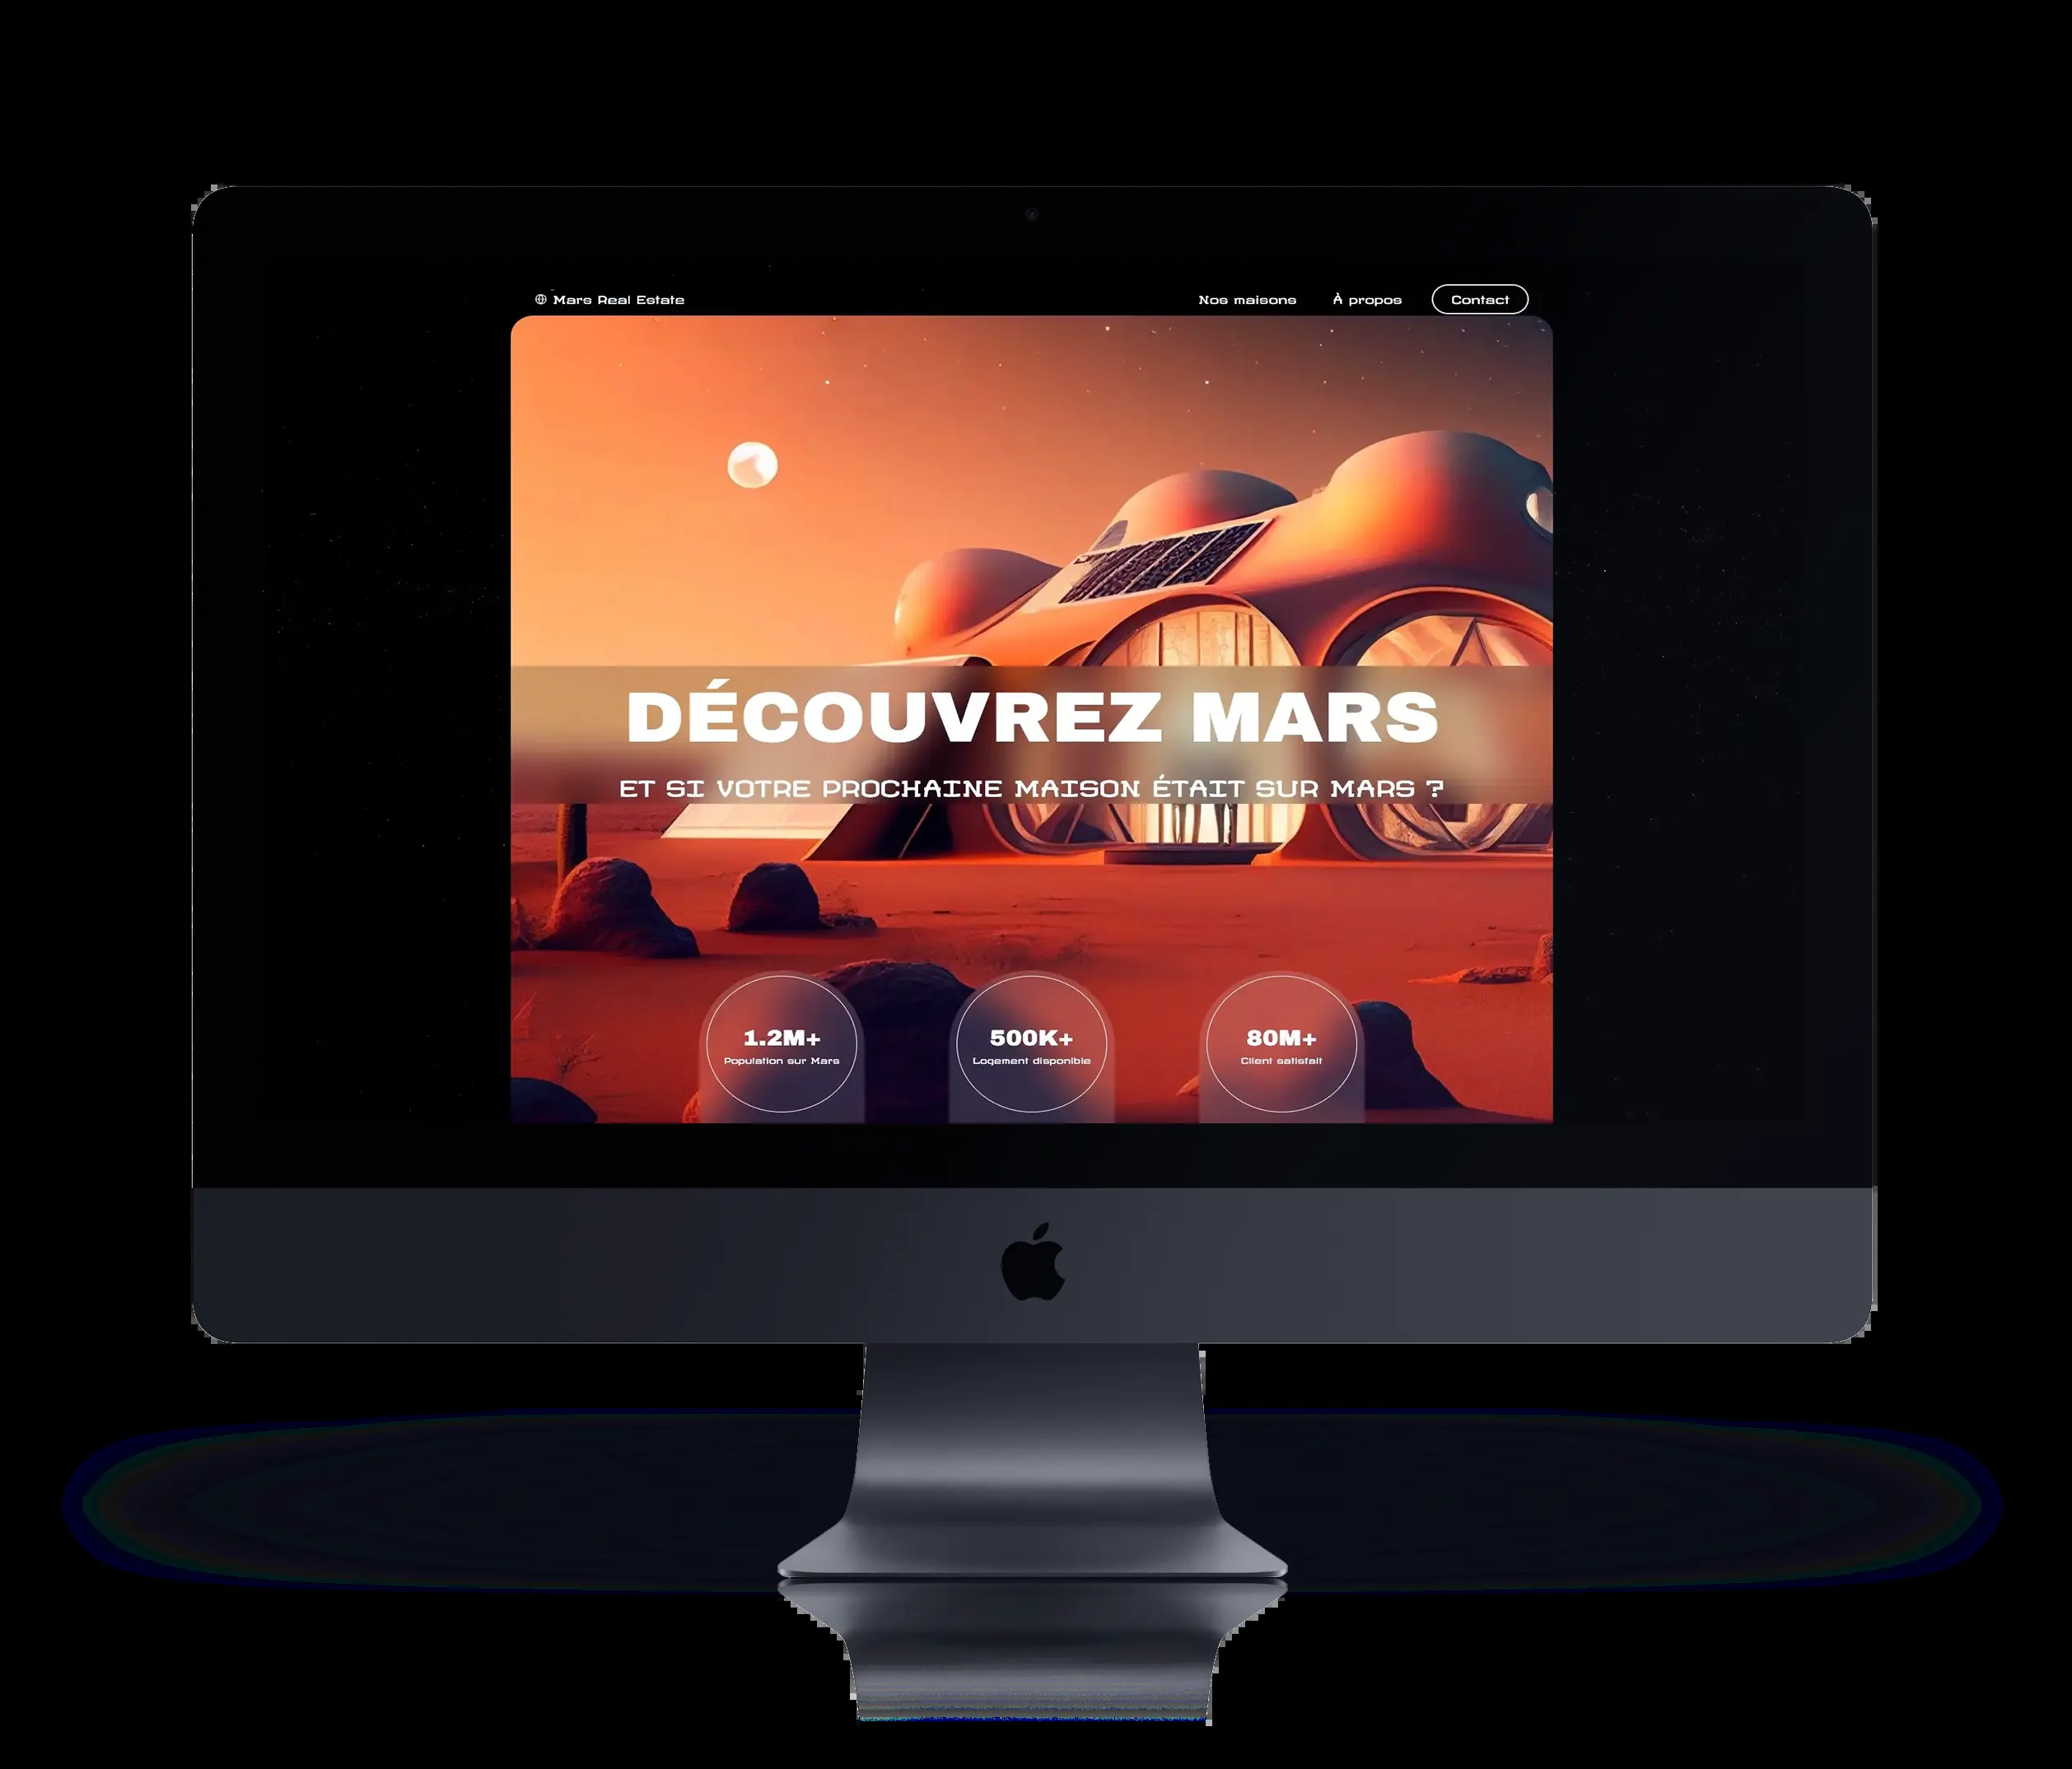 Mars Real Estate
Nos maisons
À propos
Contact
DÉCOUVREZ MARS
ET SI VOTRE PROCHAINE MAISON ÉTAIT SUR MARS ?
1.2M+
Population sur Mars
500K+
Logement disponible
80M+
Client satisfait